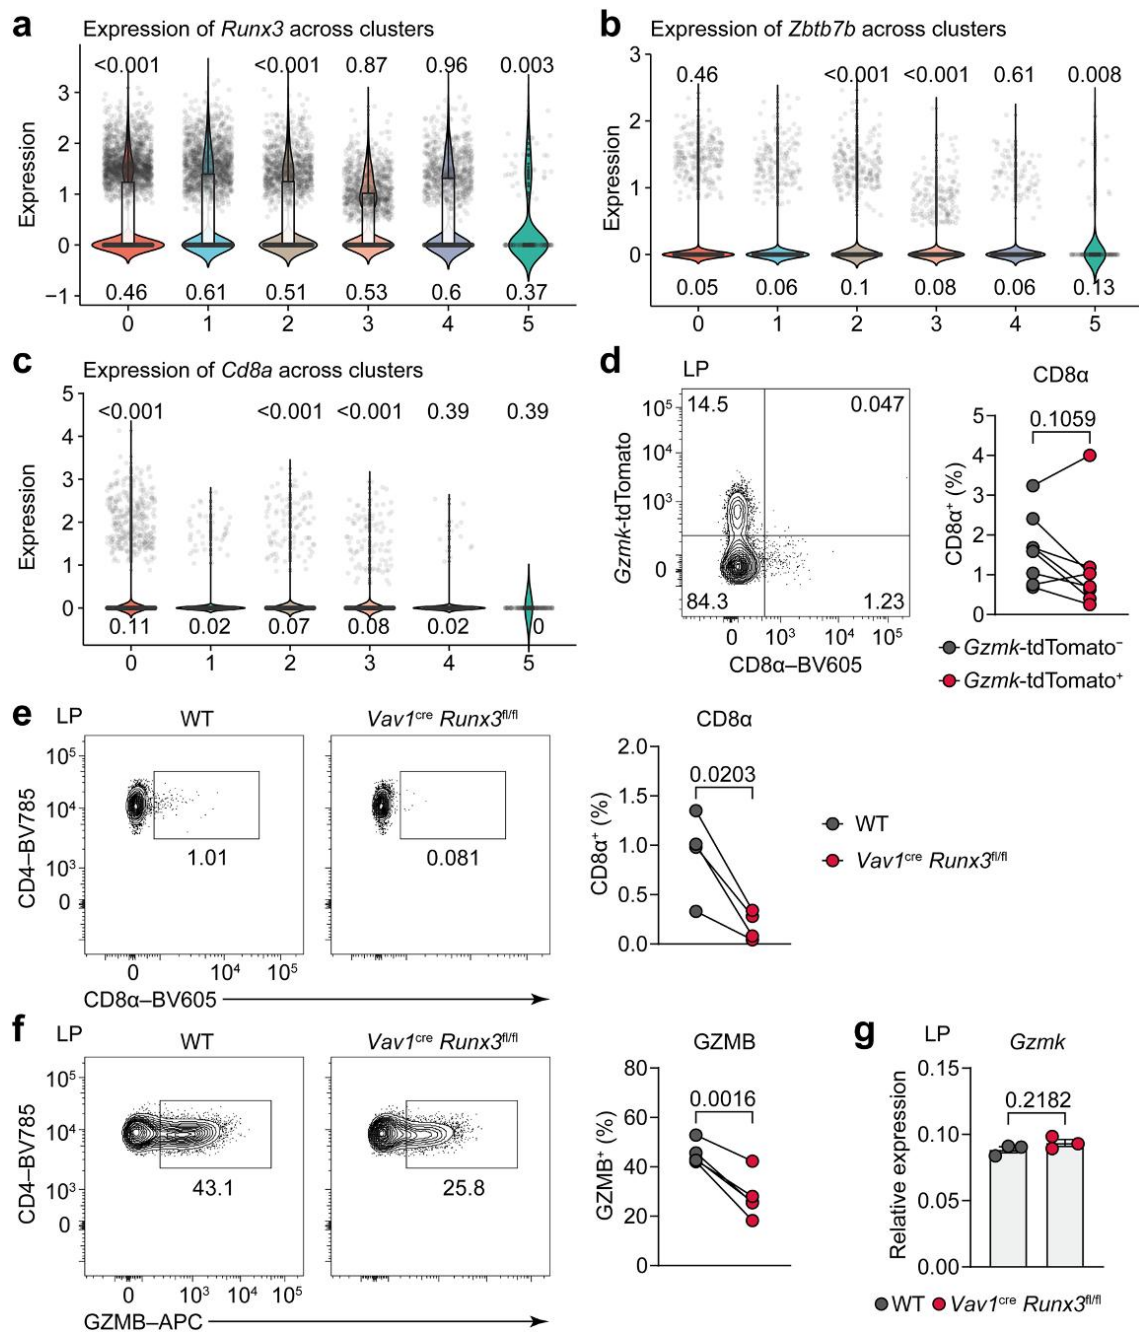 a
Expression of Runx3 across clusters
<0.001 <0.001 0.87 0.96 0.003
Expression
3
2
1
0
−1
0.46 0.61 0.51 0.53 0.6 0.37
0 1 2 3 4 5
b
Expression of Zbtb7b across clusters
0.46 <0.001 <0.001 0.61 0.008
Expression
3
2
1
0
0.05 0.06 0.1 0.08 0.06 0.13
0 1 2 3 4 5
c
Expression of Cd8a across clusters
<0.001 <0.001 <0.001 0.39 0.39
Expression
5
4
3
2
1
0
0.11 0.02 0.07 0.08 0.02 0
0 1 2 3 4 5
d
LP
Gzmk-tdTomato
10⁵
10⁴
10³
0
14.5 0.047
84.3 1.23
0 10³ 10⁴ 10⁵
CD8α–BV605
CD8α
0.1059
CD8α⁺ (%)
5
4
3
2
1
0
Gzmk-tdTomato⁻
Gzmk-tdTomato⁺
e
LP
WT
Vav1ᶜʳᵉ Runx3ᶠˡ/ᶠˡ
CD4–BV785
10⁵
10⁴
10³
0
1.01 0.081
0 10⁴ 10⁵
CD8α–BV605
CD8α
0.0203
CD8α⁺ (%)
2.0
1.5
1.0
0.5
0.0
WT
Vav1ᶜʳᵉ Runx3ᶠˡ/ᶠˡ
f
LP
WT
Vav1ᶜʳᵉ Runx3ᶠˡ/ᶠˡ
CD4–BV785
10⁵
10⁴
10³
0
43.1 25.8
0 10³ 10⁴ 10⁵
GZMB–APC
GZMB
0.0016
GZMB⁺ (%)
80
60
40
20
0
g
LP
Gzmk
0.2182
Relative expression
0.15
0.10
0.05
0.00
WT Vav1ᶜʳᵉ Runx3ᶠˡ/ᶠˡ